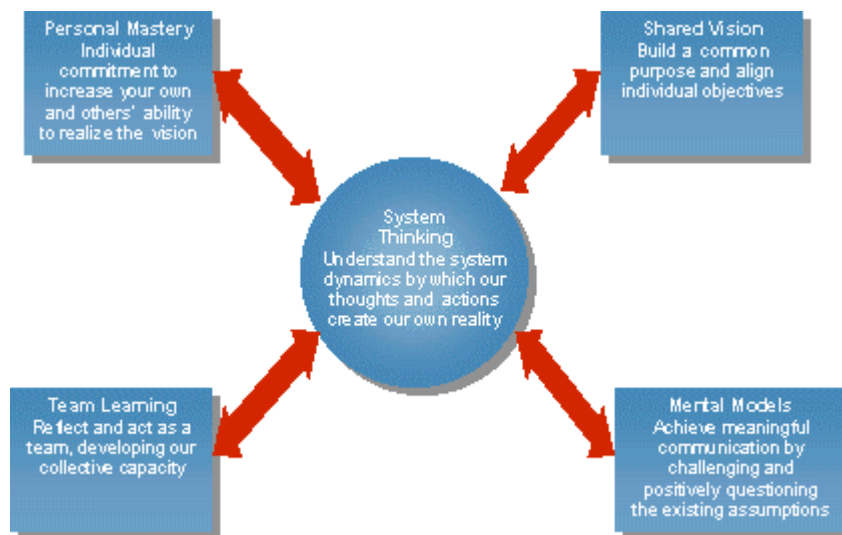 Personal Mastery
Individual
commitment to
increase your own
and others' ability
to realize the vision
Shared Vision
Build a common
purpose and align
individual objectives
System
Thinking
Understand the system
dynamics by which our
thoughts and actions
create our own reality
Team Learning
Reflect and act as a
team, developing our
collective capacity
Mental Models
Achieve meaningful
communication by
challenging and
positively questioning
the existing assumptions